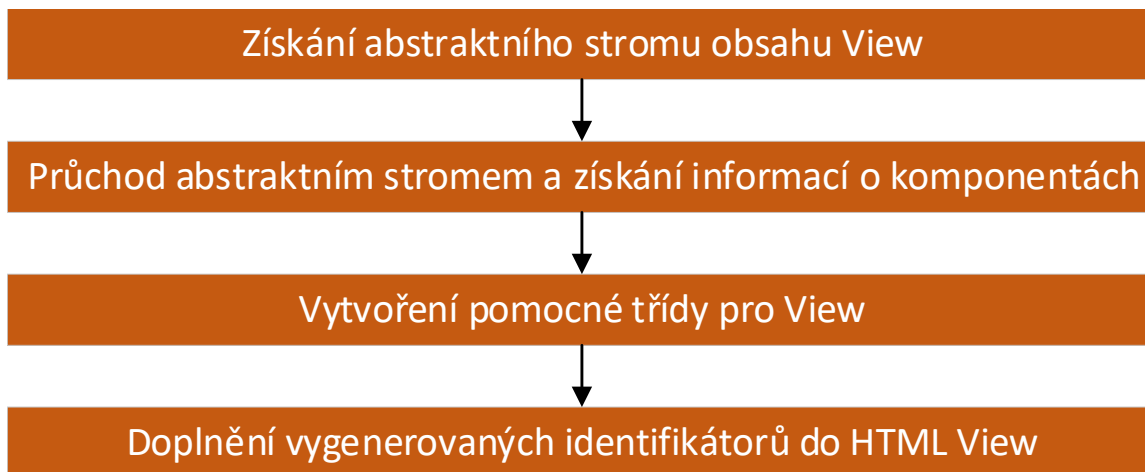 Získání abstraktního stromu obsahu View
Průchod abstraktním stromem a získání informací o komponentách
Vytvoření pomocné třídy pro View
Doplnění vygenerovaných identifikátorů do HTML View